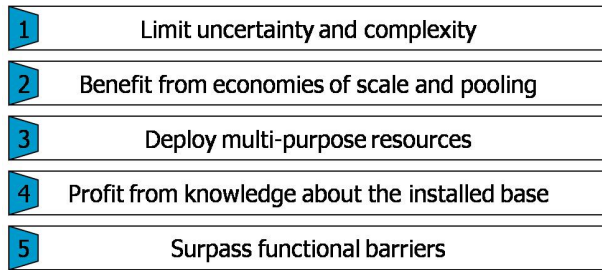 1 Limit uncertainty and complexity
2 Benefit from economies of scale and pooling
3 Deploy multi-purpose resources
4 Profit from knowledge about the installed base
5 Surpass functional barriers